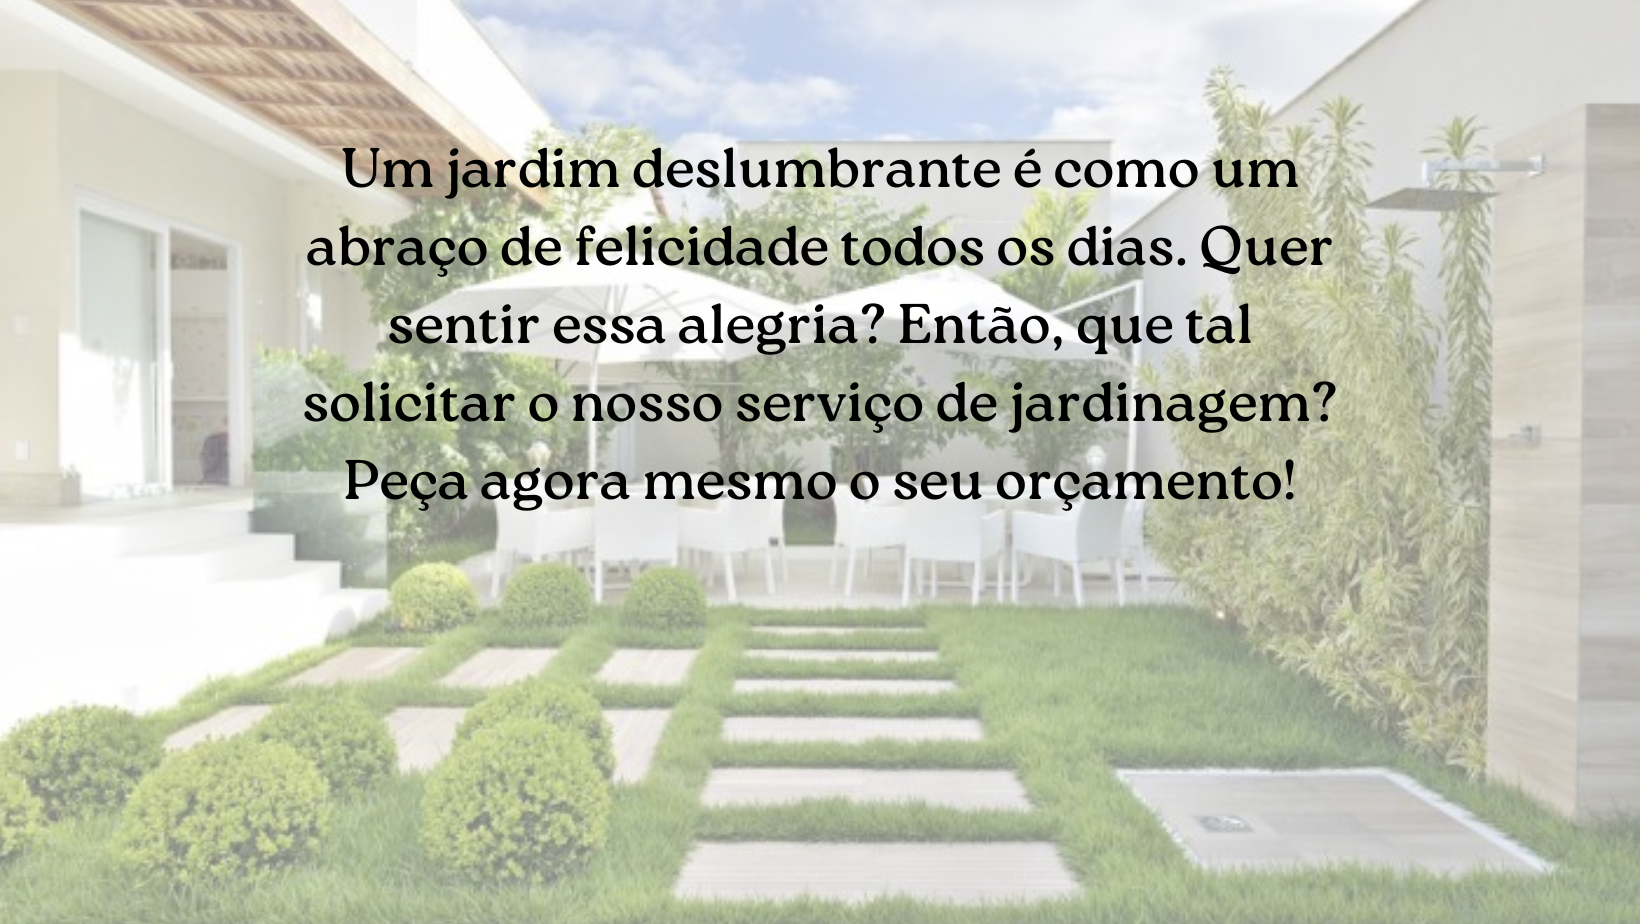 Um jardim deslumbrante é como um
abraço de felicidade todos os dias. Quer
sentir essa alegria? Então, que tal
solicitar o nosso serviço de jardinagem?
Peça agora mesmo o seu orçamento!